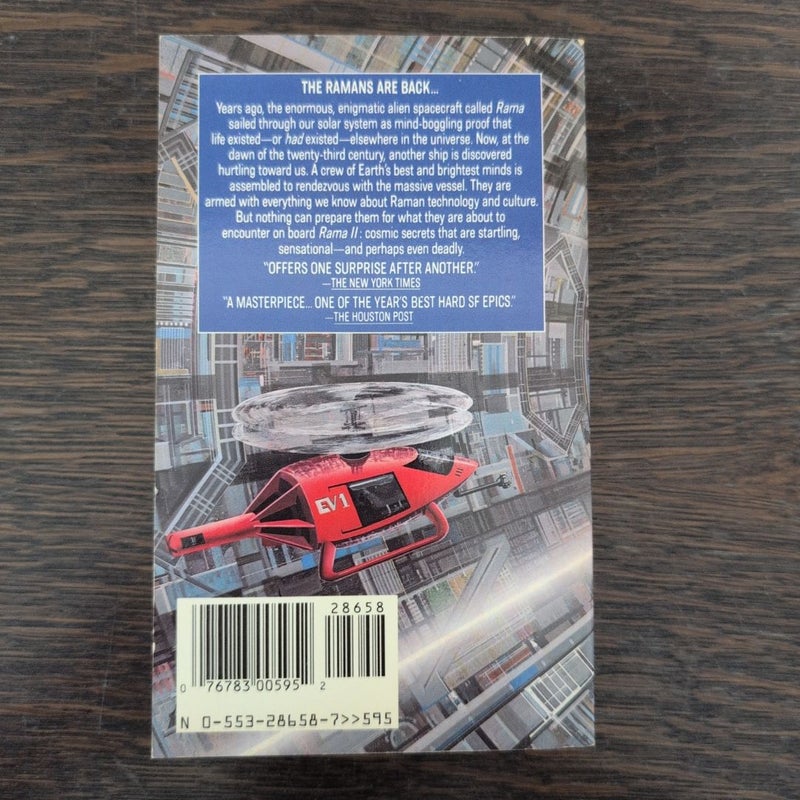 THE RAMANS ARE BACK...
Years ago, the enormous, enigmatic alien spacecraft called Rama
sailed through our solar system as mind-boggling proof that
life existed—or had existed—elsewhere in the universe. Now, at the
dawn of the twenty-third century, another ship is discovered
hurtling toward us. A crew of Earth's best and brightest minds is
assembled to rendezvous with the massive vessel. They are
armed with everything we know about Raman technology and culture.
But nothing can prepare them for what they are about to
encounter on board Rama II: cosmic secrets that are startling,
sensational—and perhaps even deadly.
"OFFERS ONE SURPRISE AFTER ANOTHER."
—THE NEW YORK TIMES
"A MASTERPIECE... ONE OF THE YEAR'S BEST HARD SF EPICS."
—THE HOUSTON POST
EV1
28658
0 76783 00595 2
N 0-553-28658-7>>595